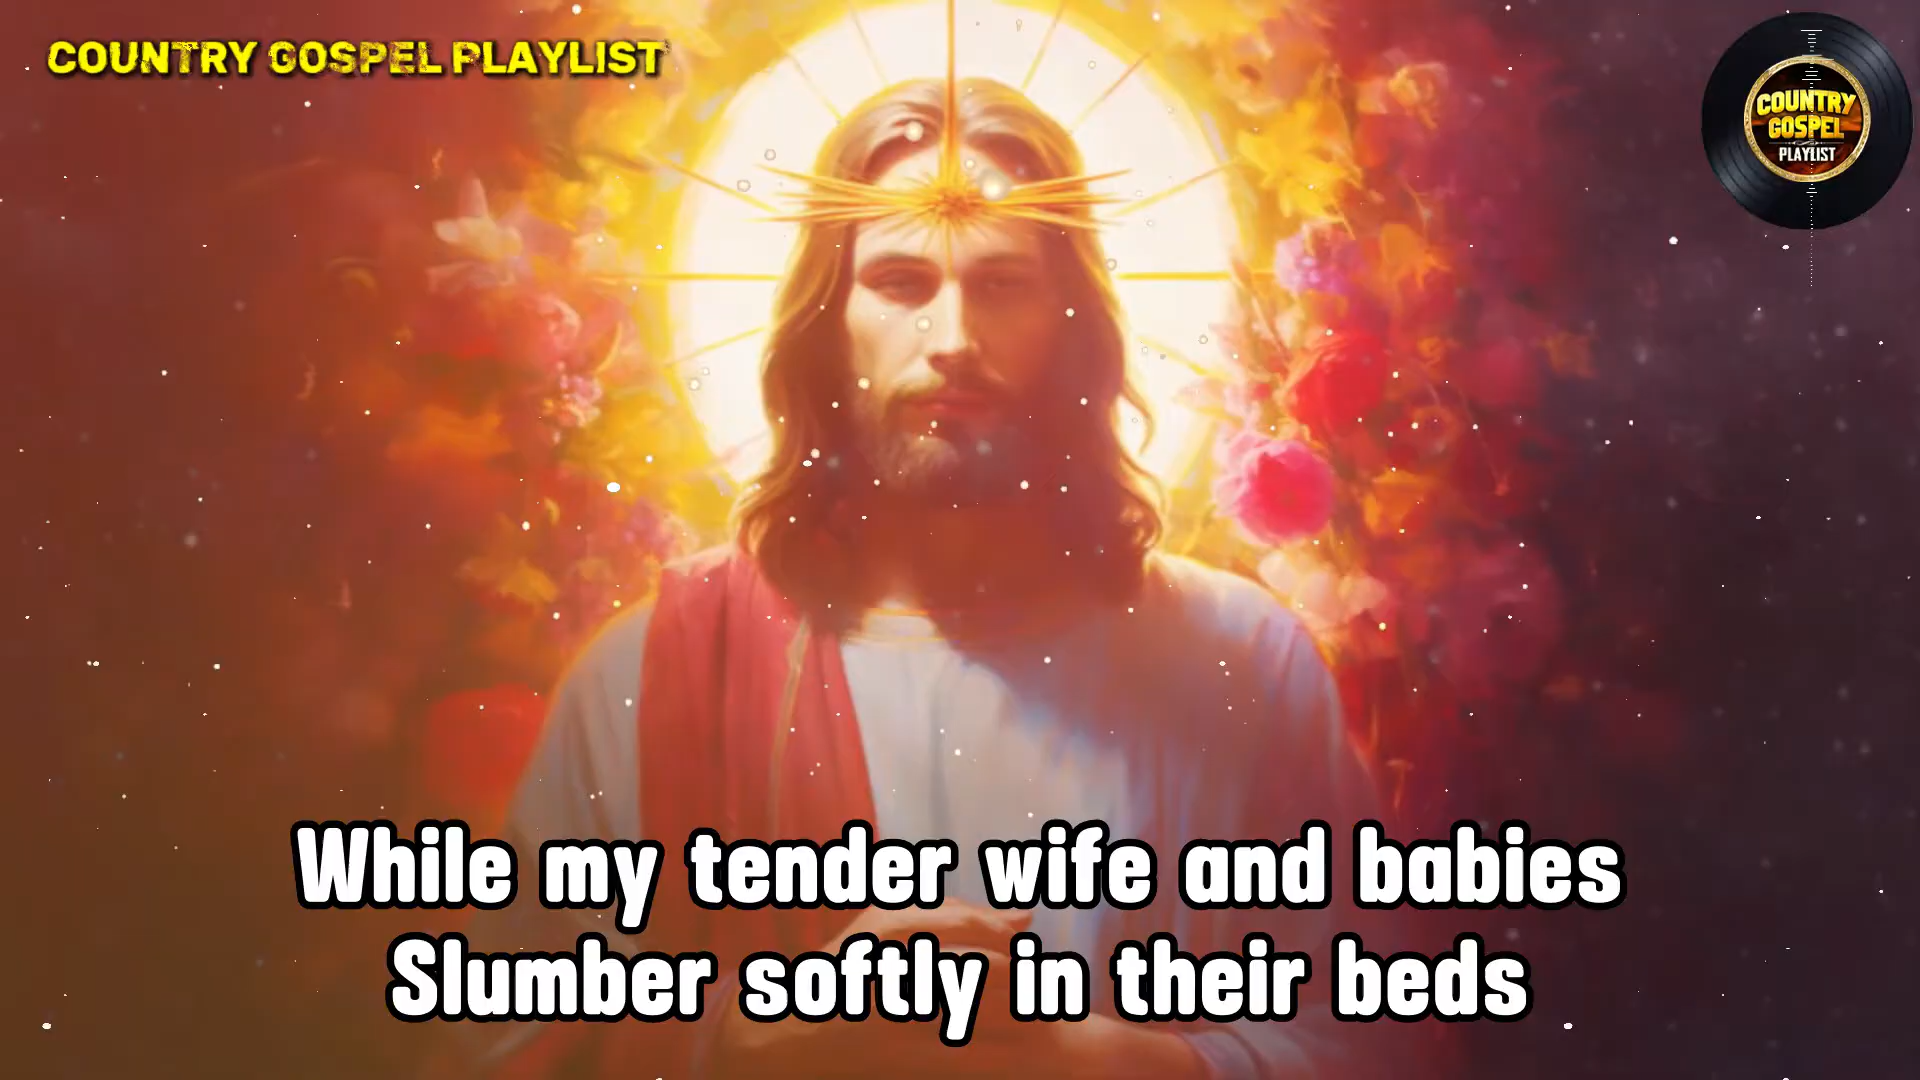 COUNTRY GOSPEL PLAYLIST
COUNTRY
GOSPEL
PLAYLIST
While my tender wife and babies
Slumber softly in their beds